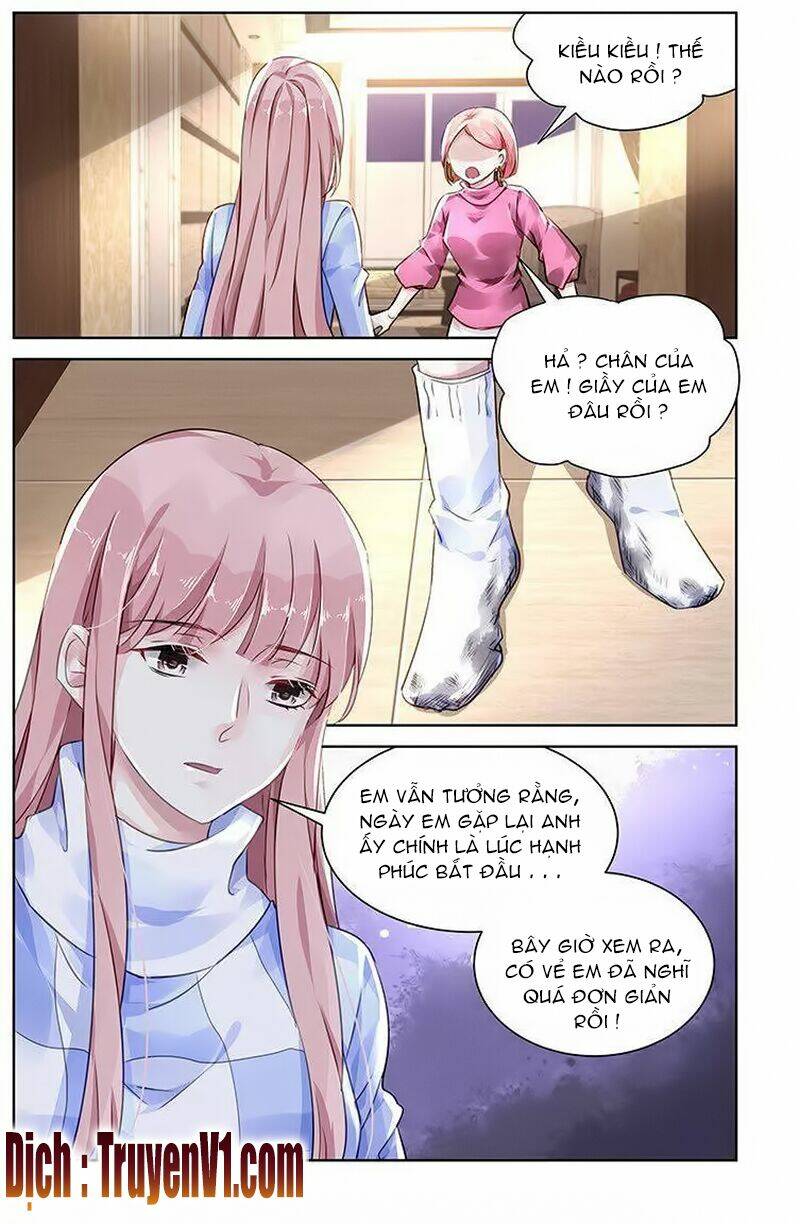 KIỀU KIỀU ! THẾ
NÀO RỒI ?
HẢ ? CHÂN CỦA
EM ! GIẦY CỦA EM
ĐÂU RỒI ?
EM VẪN TƯỞNG RẰNG,
NGÀY EM GẶP LẠI ANH
ẤY CHÍNH LÀ LÚC HẠNH
PHÚC BẮT ĐẦU . . .
BÂY GIỜ XEM RA,
CÓ VẺ EM ĐÃ NGHĨ
QUÁ ĐƠN GIẢN
RỒI !
Dịch : TruyenV1.com